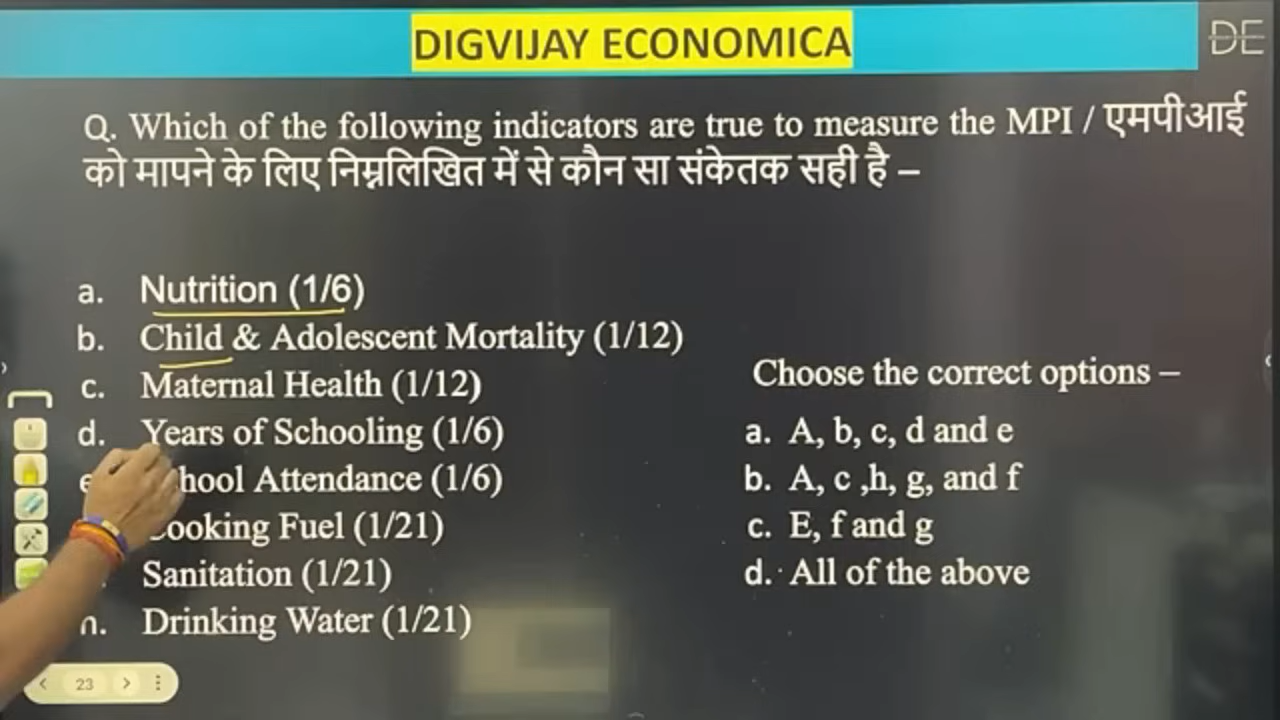 DIGVIJAY ECONOMICA
DE
Q. Which of the following indicators are true to measure the MPI / एमपीआई
को मापने के लिए निम्नलिखित में से कौन सा संकेतक सही है –
a. Nutrition (1/6)
b. Child & Adolescent Mortality (1/12)
c. Maternal Health (1/12)
d. Years of Schooling (1/6)
Attendance (1/6)
Fuel (1/21)
Sanitation (1/21)
Drinking Water (1/21)
Choose the correct options –
a. A, b, c, d and e
b. A, c ,h, g, and f
c. E, f and g
d. All of the above
23